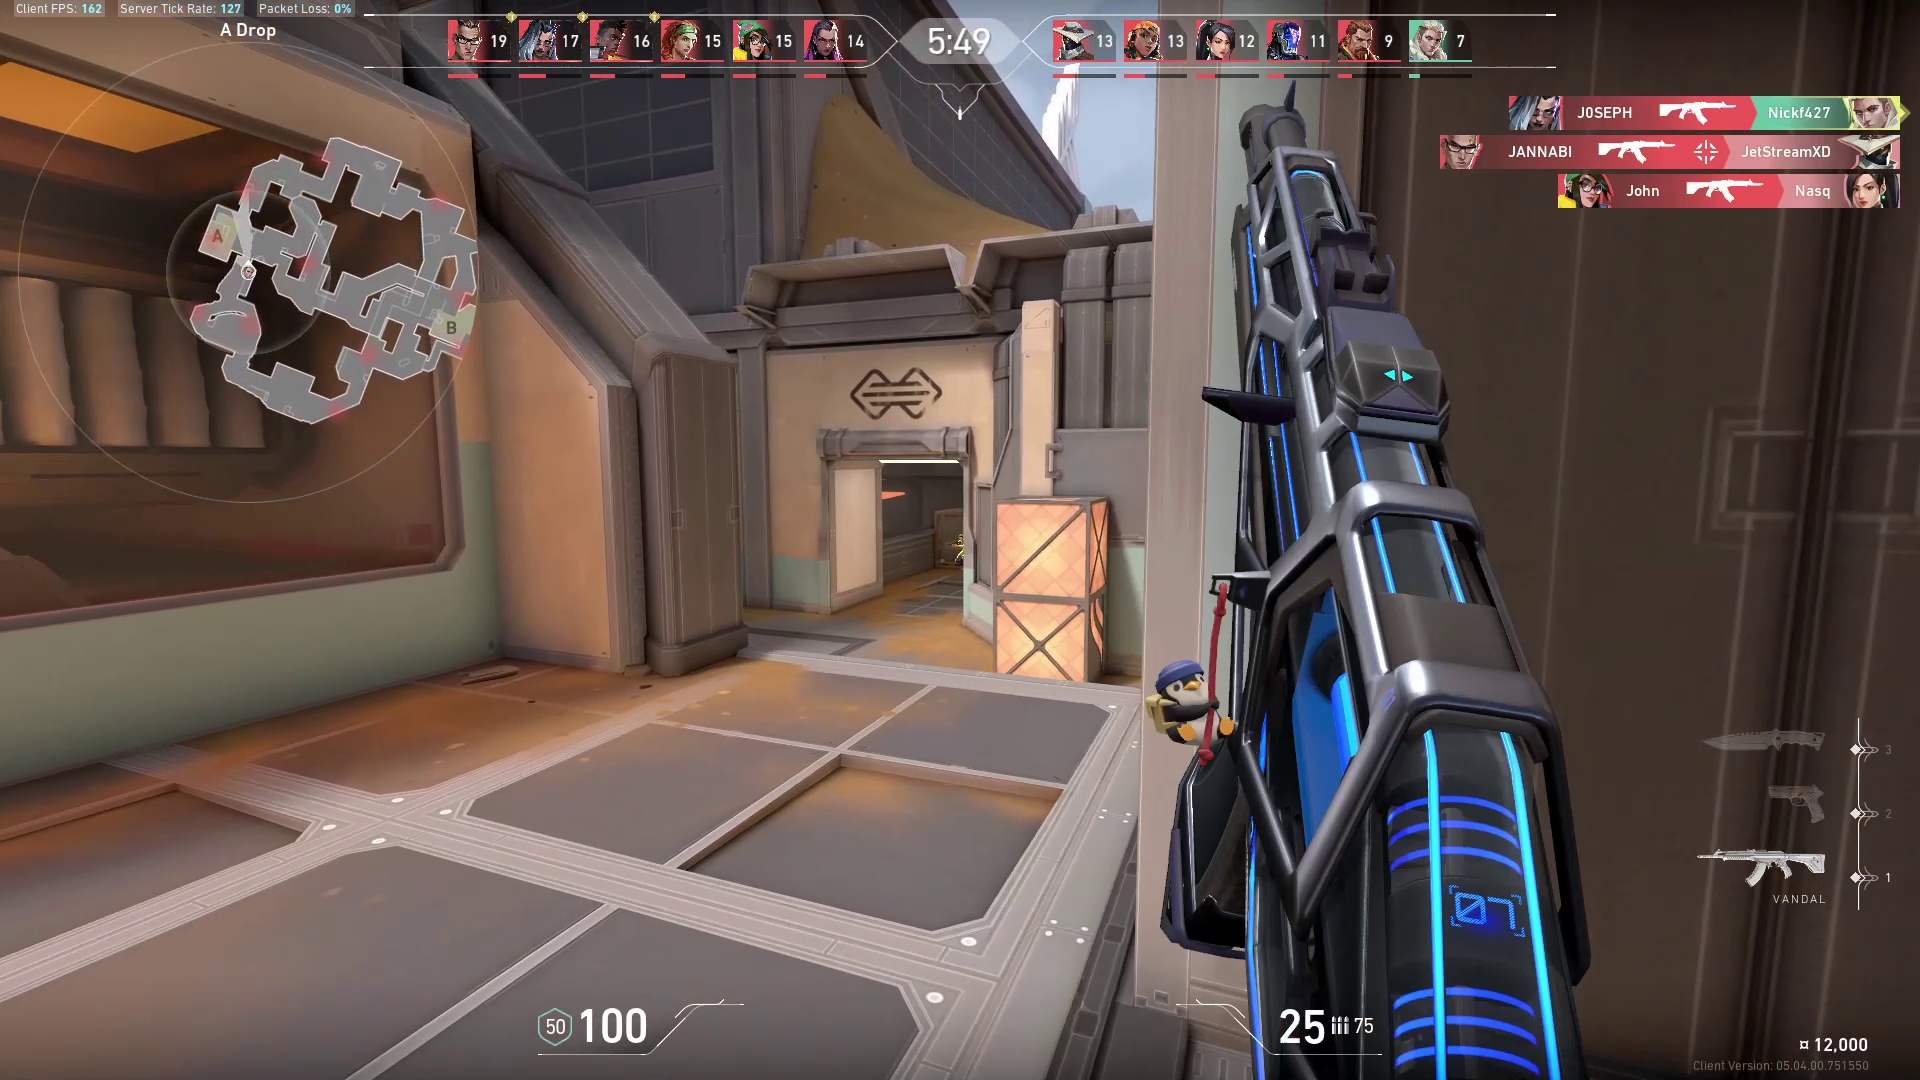 Client FPS: 162 Server Tick Rate: 127 Packet Loss: 0%
A Drop
19 17 16 15 15 14 5:49 13 13 12 11 9 7
J0SEPH Nickf427
JANNABI JetStreamXD
John Nasq
A
B
3
2
1
VANDAL
07
50 100
25 75
¤ 12,000
Client Version: 05.04.00.751550